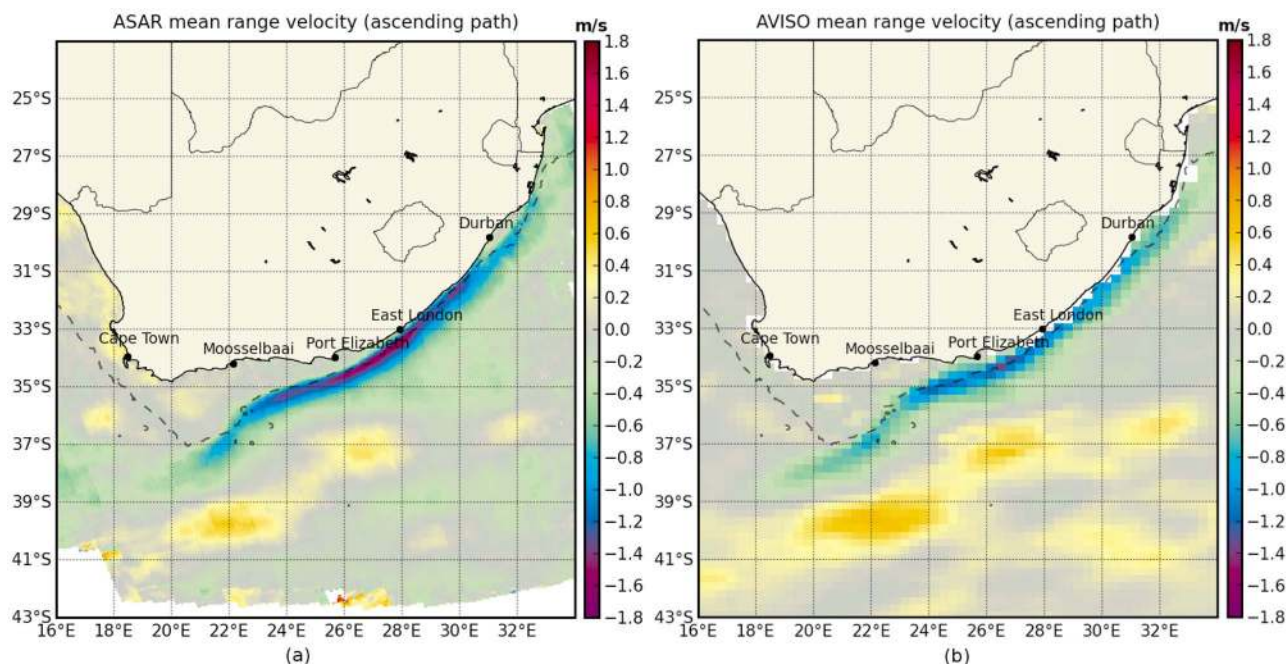 ASAR mean range velocity (ascending path)
m/s
1.8
1.6
1.4
1.2
1.0
0.8
0.6
0.4
0.2
0.0
−0.2
−0.4
−0.6
−0.8
−1.0
−1.2
−1.4
−1.6
−1.8
25°S
27°S
29°S
31°S
33°S
35°S
37°S
39°S
41°S
43°S
Durban
East London
Port Elizabeth
Moosselbaai
Cape Town
16°E
18°E
20°E
22°E
24°E
26°E
28°E
30°E
32°E
(a)
AVISO mean range velocity (ascending path)
m/s
1.8
1.6
1.4
1.2
1.0
0.8
0.6
0.4
0.2
0.0
−0.2
−0.4
−0.6
−0.8
−1.0
−1.2
−1.4
−1.6
−1.8
25°S
27°S
29°S
31°S
33°S
35°S
37°S
39°S
41°S
43°S
Durban
East London
Port Elizabeth
Moosselbaai
Cape Town
16°E
18°E
20°E
22°E
24°E
26°E
28°E
30°E
32°E
(b)